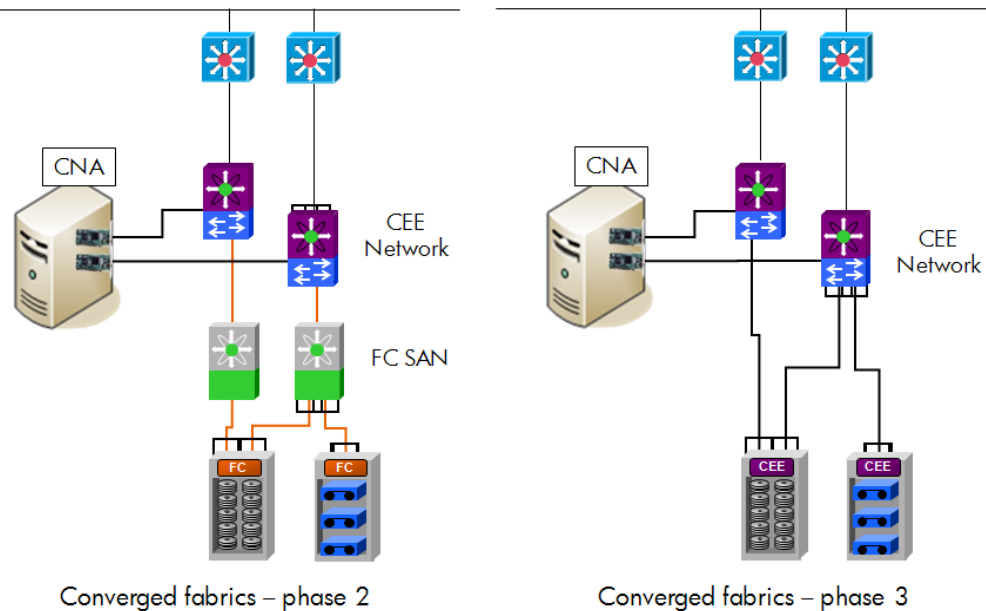 CNA
CEE
Network
FC SAN
FC
FC
Converged fabrics – phase 2
CNA
CEE
Network
CEE
CEE
Converged fabrics – phase 3